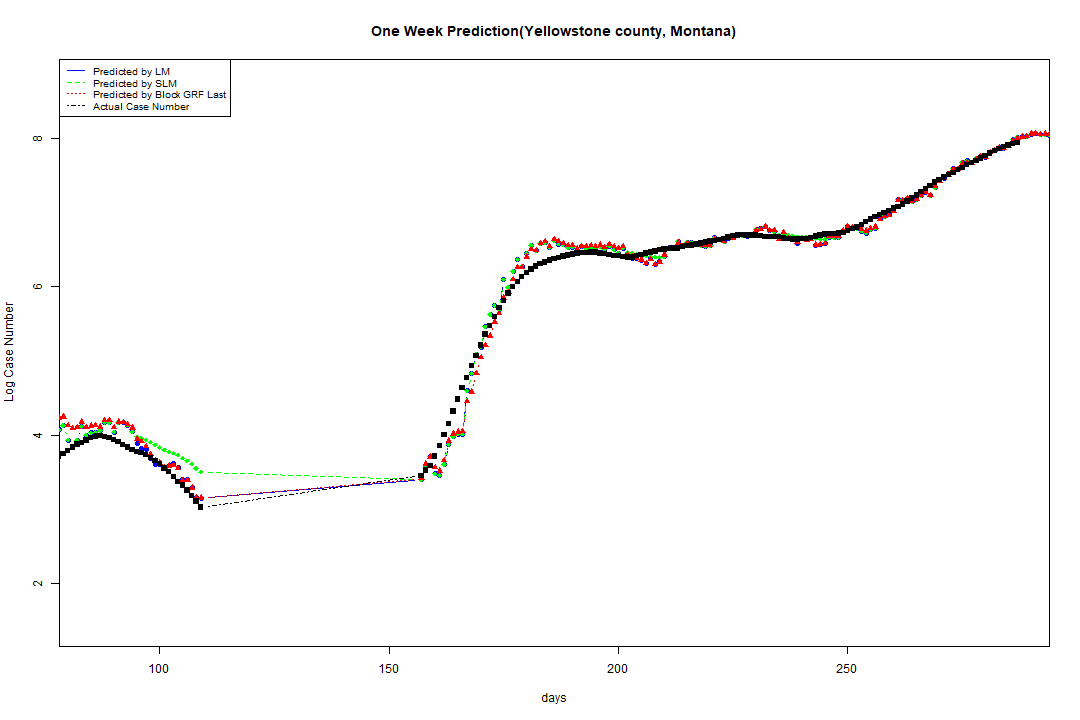 One Week Prediction(Yellowstone county, Montana)
Predicted by LM
Predicted by SLM
Predicted by Block GRF Last
Actual Case Number
8
6
4
2
Log Case Number
100 150 200 250
days